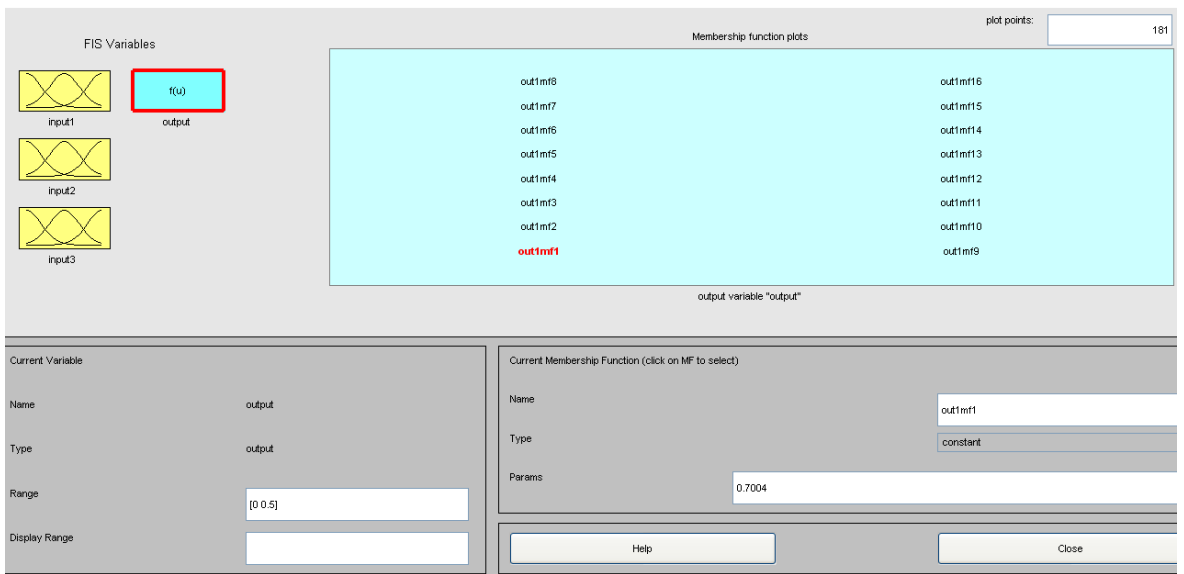 plot points:
181
FIS Variables
Membership function plots
f(u)
input1
output
input2
input3
out1mf8
out1mf7
out1mf6
out1mf5
out1mf4
out1mf3
out1mf2
out1mf1
out1mf16
out1mf15
out1mf14
out1mf13
out1mf12
out1mf11
out1mf10
out1mf9
output variable "output"
Current Variable
Name
output
Type
output
Range
[0 0.5]
Display Range
Current Membership Function (click on MF to select)
Name
out1mf1
Type
constant
Params
0.7004
Help
Close